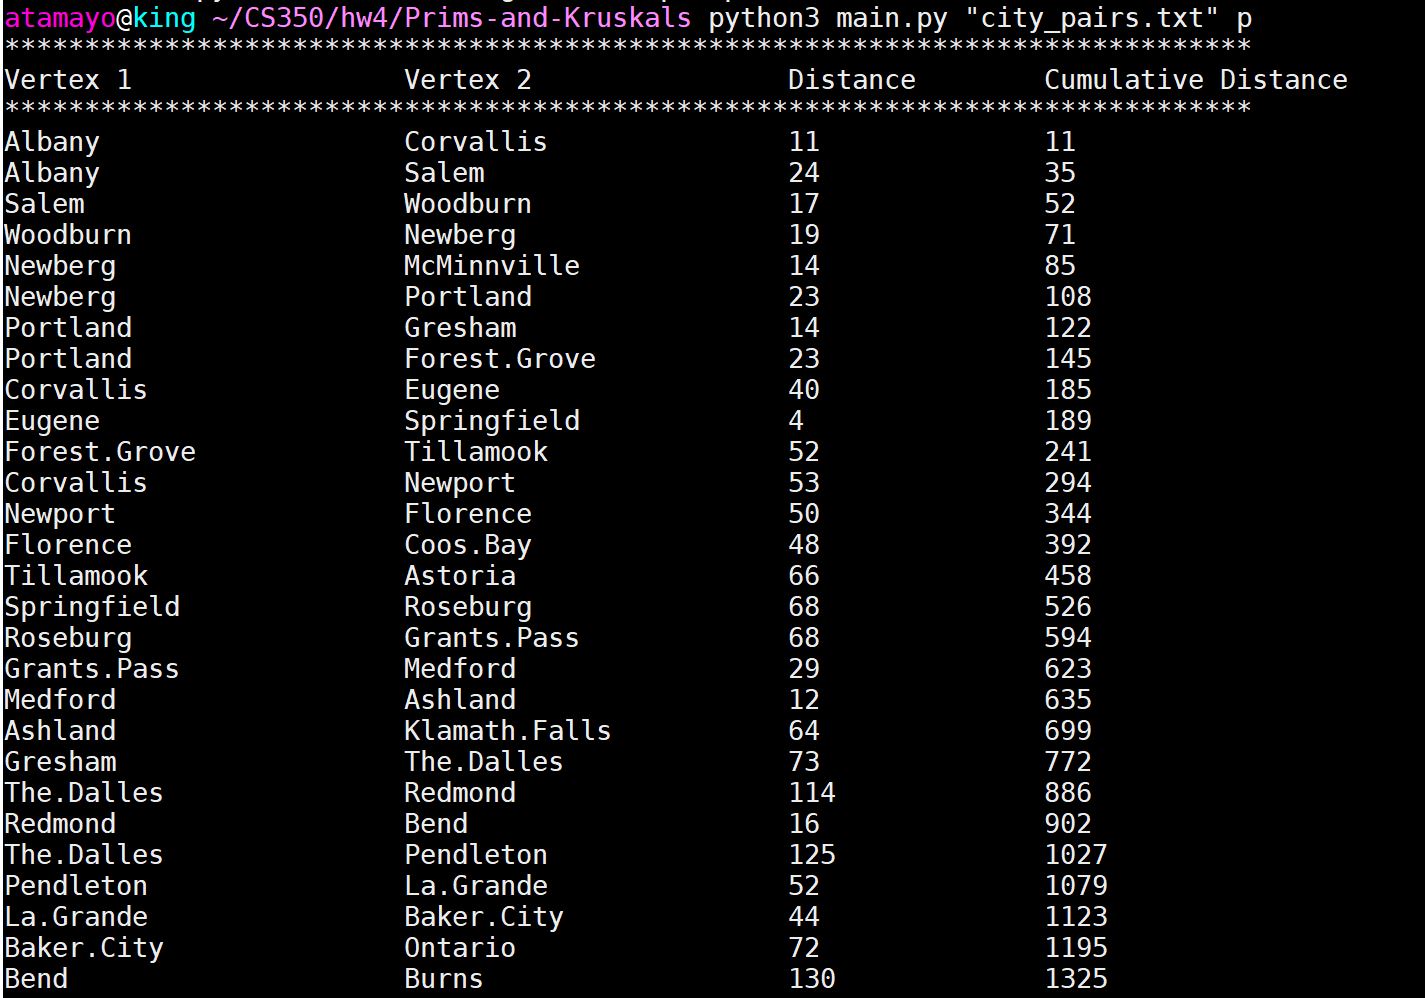 atamayo@king ~/CS350/hw4/Prims-and-Kruskals python3 main.py "city_pairs.txt" p
******************************************************************************
Vertex 1 Vertex 2 Distance Cumulative Distance
******************************************************************************
Albany Corvallis 11 11
Albany Salem 24 35
Salem Woodburn 17 52
Woodburn Newberg 19 71
Newberg McMinnville 14 85
Newberg Portland 23 108
Portland Gresham 14 122
Portland Forest.Grove 23 145
Corvallis Eugene 40 185
Eugene Springfield 4 189
Forest.Grove Tillamook 52 241
Corvallis Newport 53 294
Newport Florence 50 344
Florence Coos.Bay 48 392
Tillamook Astoria 66 458
Springfield Roseburg 68 526
Roseburg Grants.Pass 68 594
Grants.Pass Medford 29 623
Medford Ashland 12 635
Ashland Klamath.Falls 64 699
Gresham The.Dalles 73 772
The.Dalles Redmond 114 886
Redmond Bend 16 902
The.Dalles Pendleton 125 1027
Pendleton La.Grande 52 1079
La.Grande Baker.City 44 1123
Baker.City Ontario 72 1195
Bend Burns 130 1325